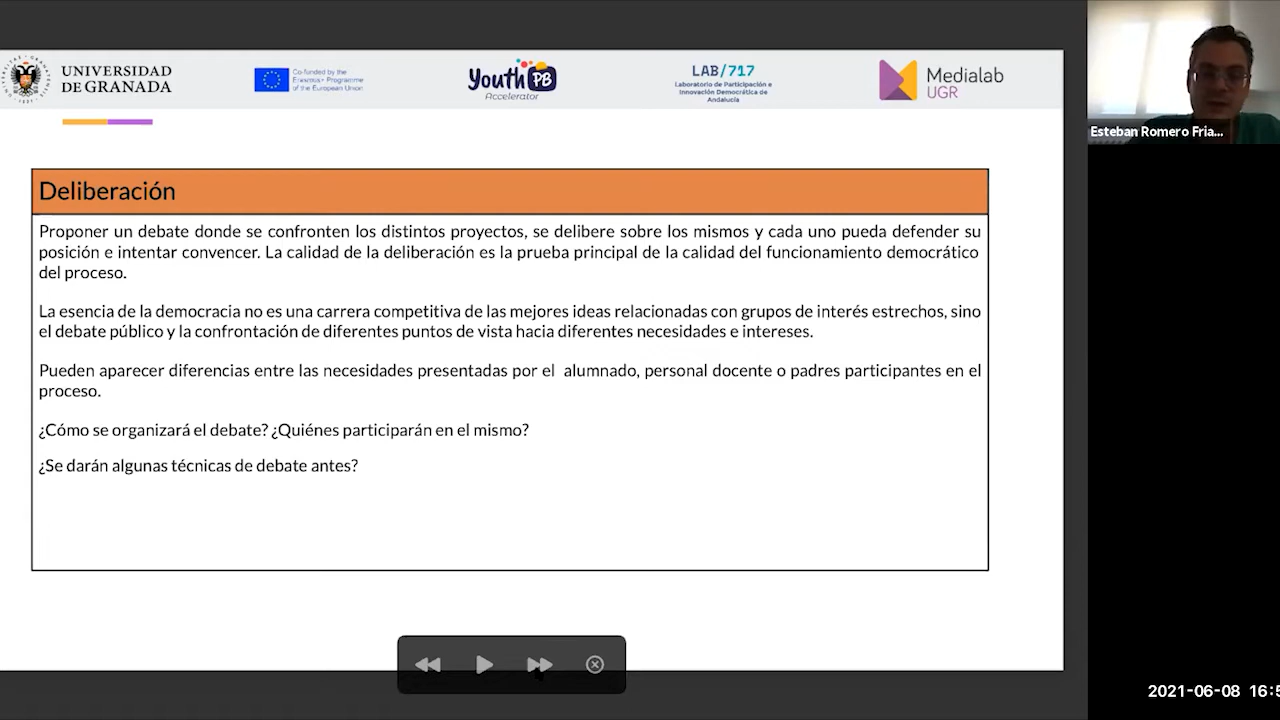 UNIVERSIDAD
DE GRANADA
Co-funded by the
Erasmus+ Programme
of the European Union
Youth PB
Accelerator
LAB/717
Laboratorio de Participación e
Innovación Democrática de
Andalucía
Medialab
UGR
Esteban Romero Fria...
Deliberación
Proponer un debate donde se confronten los distintos proyectos, se delibere sobre los mismos y cada uno pueda defender su
posición e intentar convencer. La calidad de la deliberación es la prueba principal de la calidad del funcionamiento democrático
del proceso.
La esencia de la democracia no es una carrera competitiva de las mejores ideas relacionadas con grupos de interés estrechos, sino
el debate público y la confrontación de diferentes puntos de vista hacia diferentes necesidades e intereses.
Pueden aparecer diferencias entre las necesidades presentadas por el alumnado, personal docente o padres participantes en el
proceso.
¿Cómo se organizará el debate? ¿Quiénes participarán en el mismo?
¿Se darán algunas técnicas de debate antes?
2021-06-08 16:5